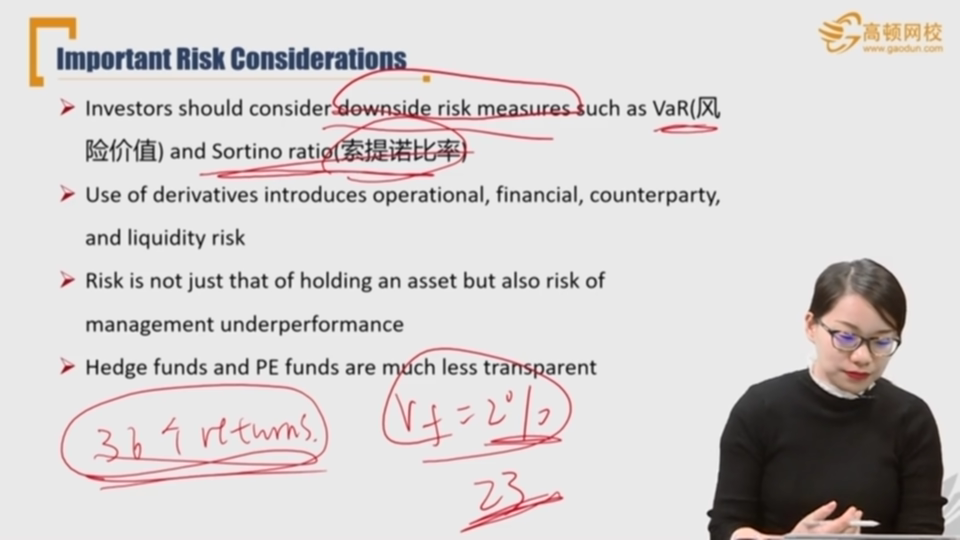 高顿网校
www.gaodun.com
Important Risk Considerations
Investors should consider downside risk measures such as VaR(风
险价值) and Sortino ratio(索提诺比率)
Use of derivatives introduces operational, financial, counterparty,
and liquidity risk
Risk is not just that of holding an asset but also risk of
management underperformance
Hedge funds and PE funds are much less transparent
36个 returns.
rf = 2%
23